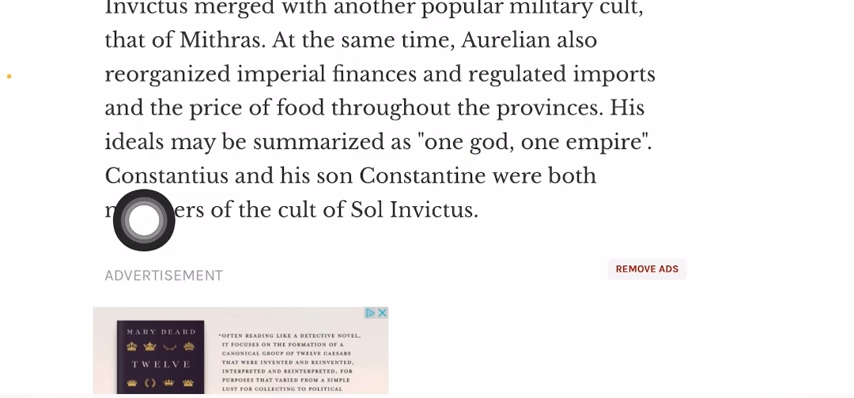 Invictus merged with another popular military cult,
that of Mithras. At the same time, Aurelian also
reorganized imperial finances and regulated imports
and the price of food throughout the provinces. His
ideals may be summarized as "one god, one empire".
Constantius and his son Constantine were both
of the cult of Sol Invictus.
ADVERTISEMENT
REMOVE ADS
MARY BEARD
TWELVE
"OFTEN READING LIKE A DETECTIVE NOVEL,
IT FOCUSES ON THE FORMATION OF A
CANONICAL GROUP OF TWELVE CAESARS
THAT WERE INVENTED AND REINVENTED,
INTERPRETED AND REINTERPRETED, FOR
PURPOSES THAT VARIED FROM A SIMPLE
LUST FOR COLLECTING TO POLITICAL